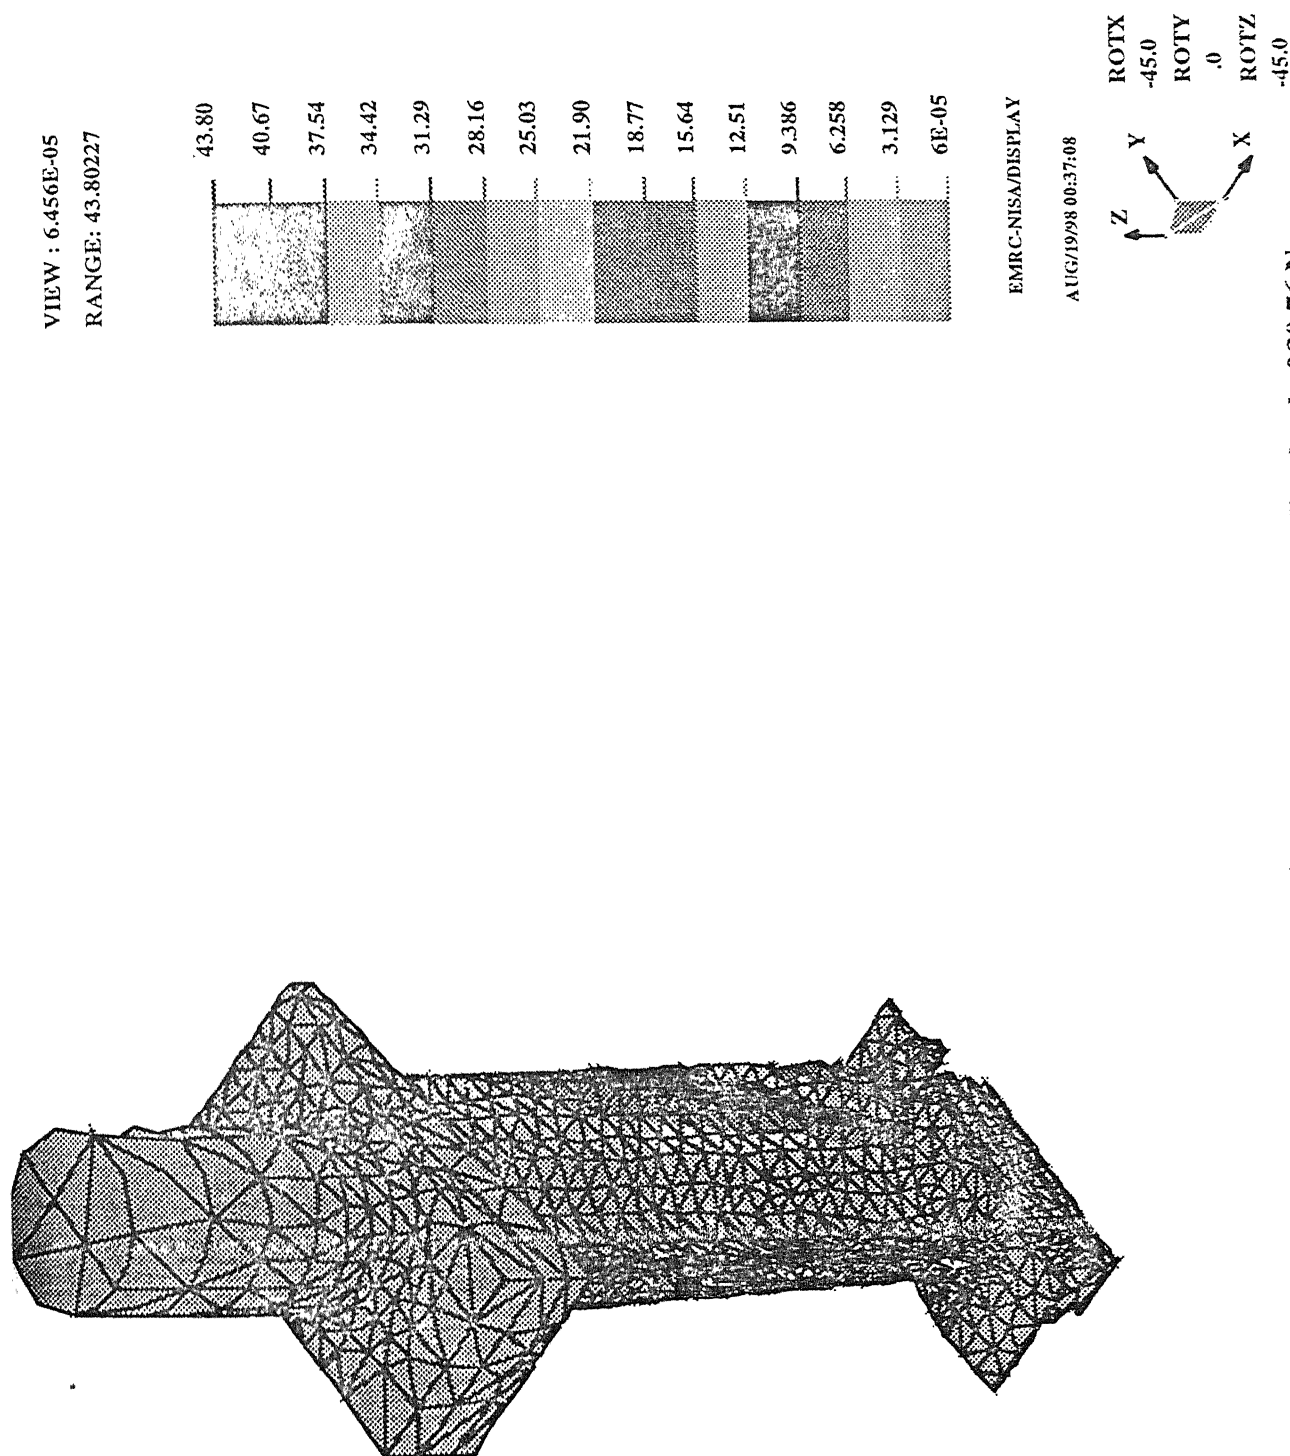 VIEW : 6.456E-05
RANGE: 43.80227
43.80
40.67
37.54
34.42
31.29
28.16
25.03
21.90
18.77
15.64
12.51
9.386
6.258
3.129
6E-05
EMRC-NISA/DISPLAY
AUG/19/98 00:37:08
ROTX
-45.0
ROTY
.0
ROTZ
-45.0
Z
Y
X